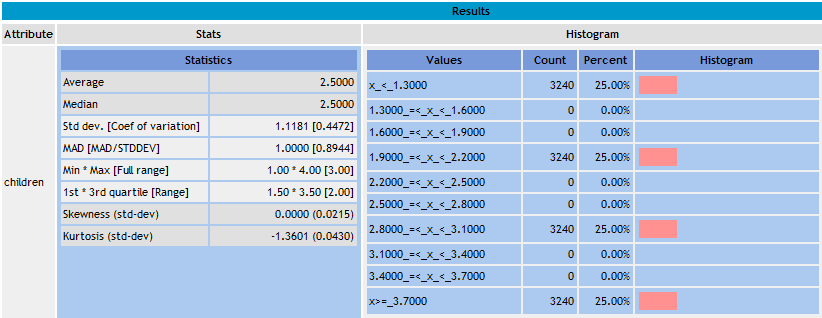 Results
Attribute Stats Histogram
children
Statistics
Average 2.5000
Median 2.5000
Std dev. [Coef of variation] 1.1181 [0.4472]
MAD [MAD/STDDEV] 1.0000 [0.8944]
Min * Max [Full range] 1.00 * 4.00 [3.00]
1st * 3rd quartile [Range] 1.50 * 3.50 [2.00]
Skewness (std-dev) 0.0000 (0.0215)
Kurtosis (std-dev) -1.3601 (0.0430)
Values Count Percent Histogram
x_<_1.3000 3240 25.00%
1.3000_=<_x_<_1.6000 0 0.00%
1.6000_=<_x_<_1.9000 0 0.00%
1.9000_=<_x_<_2.2000 3240 25.00%
2.2000_=<_x_<_2.5000 0 0.00%
2.5000_=<_x_<_2.8000 0 0.00%
2.8000_=<_x_<_3.1000 3240 25.00%
3.1000_=<_x_<_3.4000 0 0.00%
3.4000_=<_x_<_3.7000 0 0.00%
x>=_3.7000 3240 25.00%